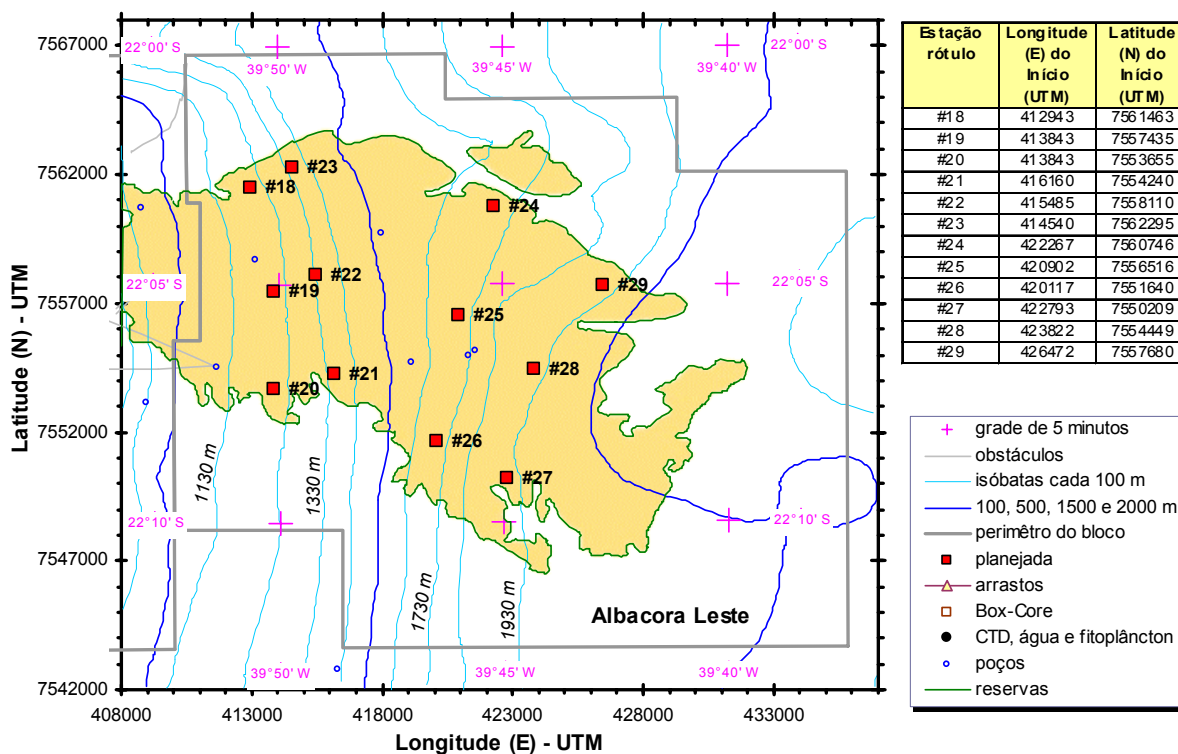 7567000
7562000
7557000
7552000
7547000
7542000
Latitude (N) - UTM
408000 413000 418000 423000 428000 433000
Longitude (E) - UTM
22°00' S
22°00' S
39°50' W
39°45' W
39°40' W
#23
#18
#24
22°05' S
22°05' S
#22
#29
#19
#25
#28
#21
#20
#26
#27
1130 m
1330 m
22°10' S
22°10' S
1730 m
1930 m
Albacora Leste
39°50' W
39°45' W
39°40' W
Estação rótulo
Longitude (E) do Início (UTM)
Latitude (N) do Início (UTM)
#18 412943 7561463
#19 413843 7557435
#20 413843 7553655
#21 416160 7554240
#22 415485 7558110
#23 414540 7562295
#24 422267 7560746
#25 420902 7556516
#26 420117 7551640
#27 422793 7550209
#28 423822 7554449
#29 426472 7557680
grade de 5 minutos
obstáculos
isóbatas cada 100 m
100, 500, 1500 e 2000 m
perimêtro do bloco
planejada
arrastos
Box-Core
CTD, água e fitoplâncton
poços
reservas